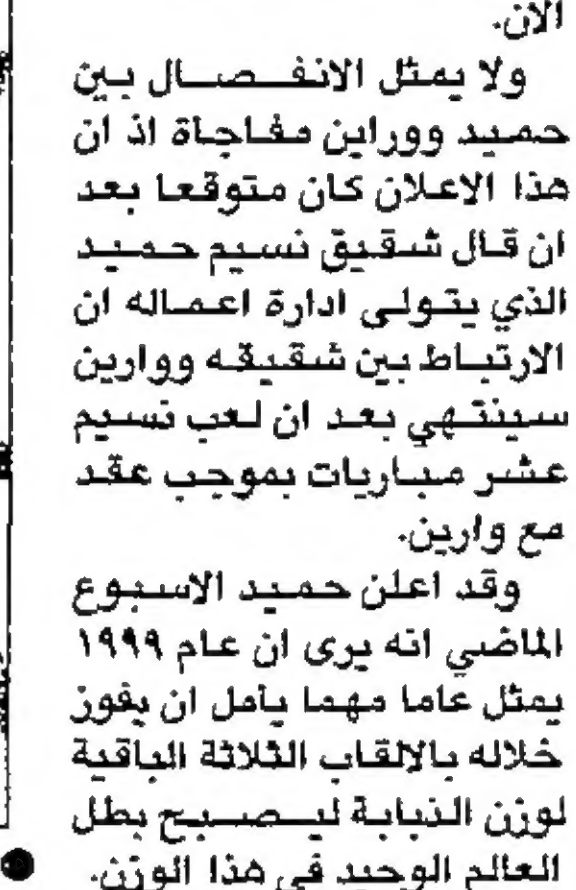 الآن.
ولا يمثل الانفصال بين
حميد ووراين مفاجاة اذ ان
هذا الاعلان كان متوقعا بعد
ان قال شقيق نسيم حميد
الذي يتولى ادارة اعماله ان
الارتباط بين شقيقه ووارين
سينتهي بعد ان لعب نسيم
عشر مباريات بموجب عقد
مع وارين.
وقد اعلن حميد الاسبوع
الماضي انه يرى ان عام ١٩٩٩
يمثل عاما مهما يأمل ان يفوز
خلاله بالالقاب الثلاثة الباقية
لوزن الذبابة ليصبح بطل
العالم الوحيد في هذا الوزن.